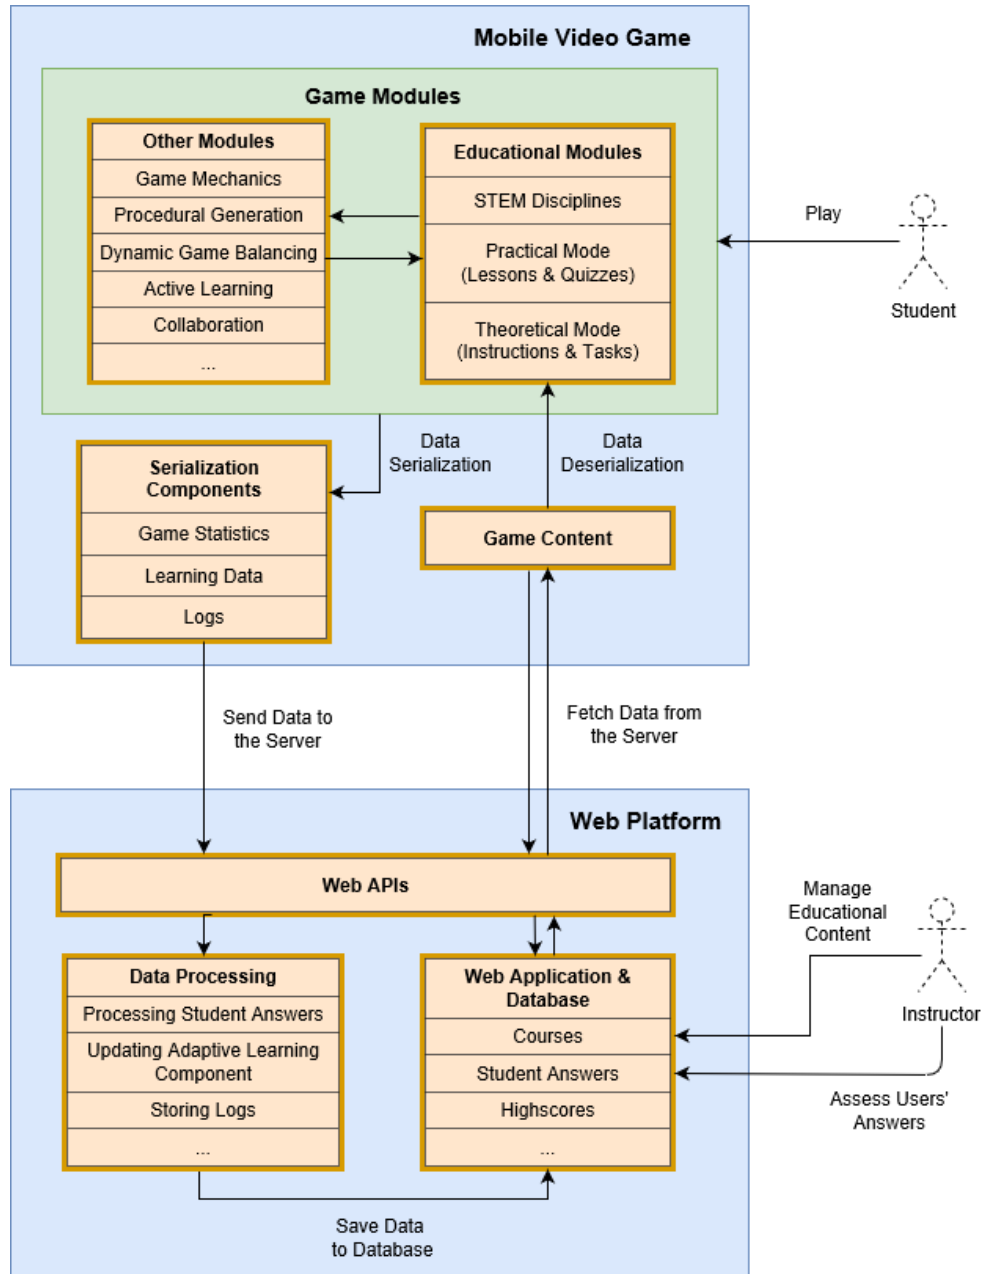 Mobile Video Game
Game Modules
Other Modules
Game Mechanics
Procedural Generation
Dynamic Game Balancing
Active Learning
Collaboration
...
Educational Modules
STEM Disciplines
Practical Mode
(Lessons & Quizzes)
Theoretical Mode
(Instructions & Tasks)
Play
Student
Data
Serialization
Data
Deserialization
Serialization
Components
Game Statistics
Learning Data
Logs
Game Content
Send Data to
the Server
Fetch Data from
the Server
Web Platform
Web APIs
Data Processing
Processing Student Answers
Updating Adaptive Learning
Component
Storing Logs
...
Web Application &
Database
Courses
Student Answers
Highscores
...
Manage
Educational
Content
Instructor
Assess Users'
Answers
Save Data
to Database